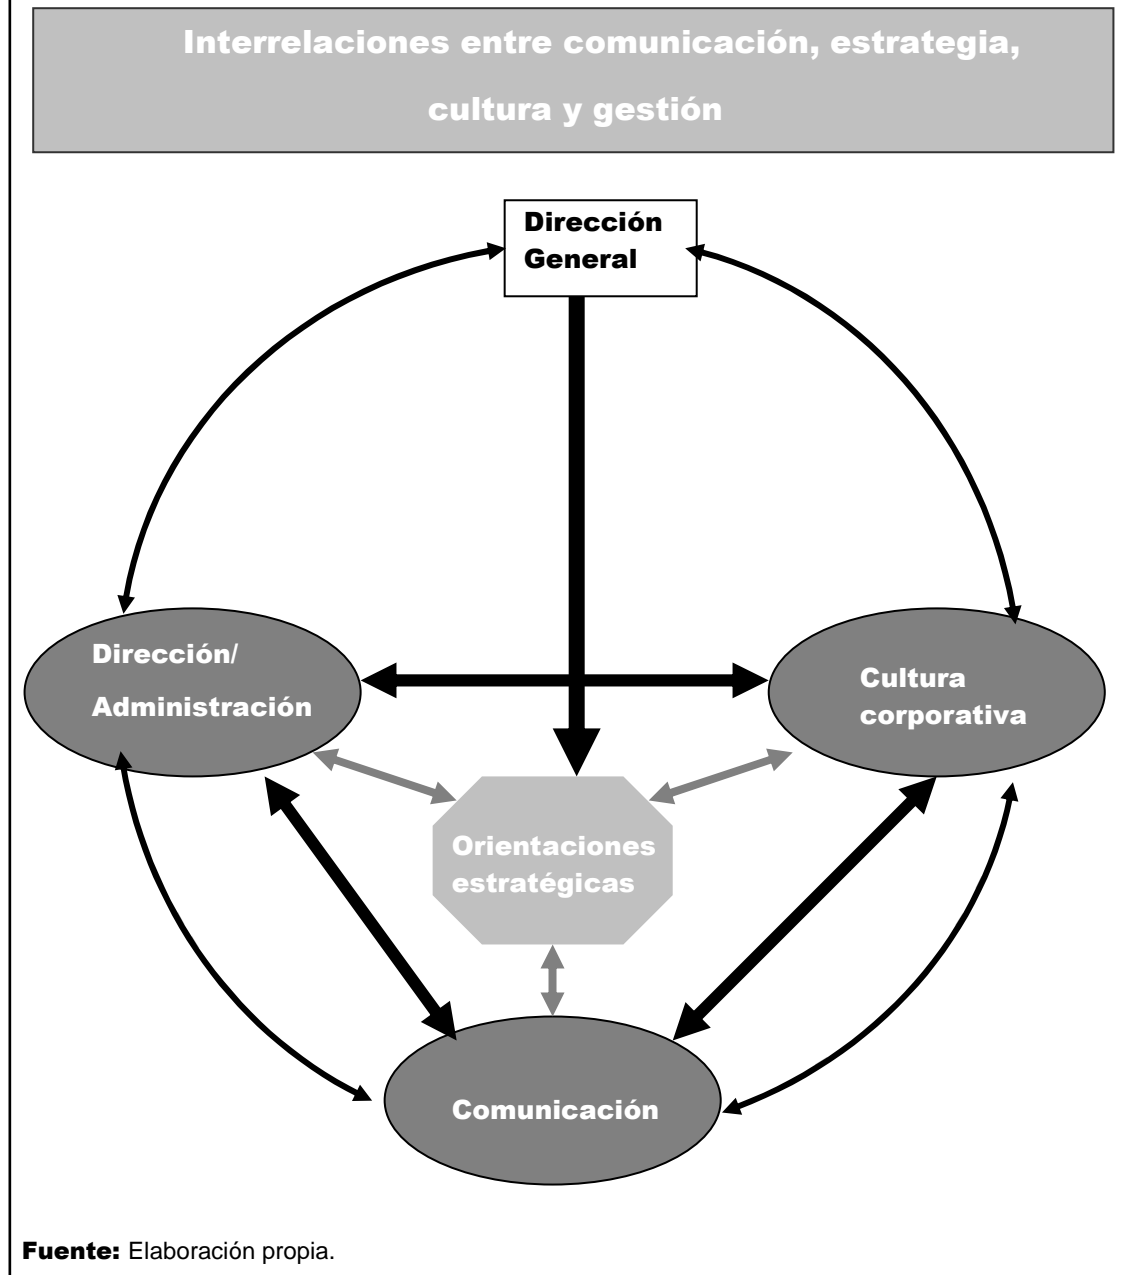 Interrelaciones entre comunicación, estrategia,
cultura y gestión
Dirección
General
Dirección/
Administración
Cultura
corporativa
Orientaciones
estratégicas
Comunicación
Fuente: Elaboración propia.